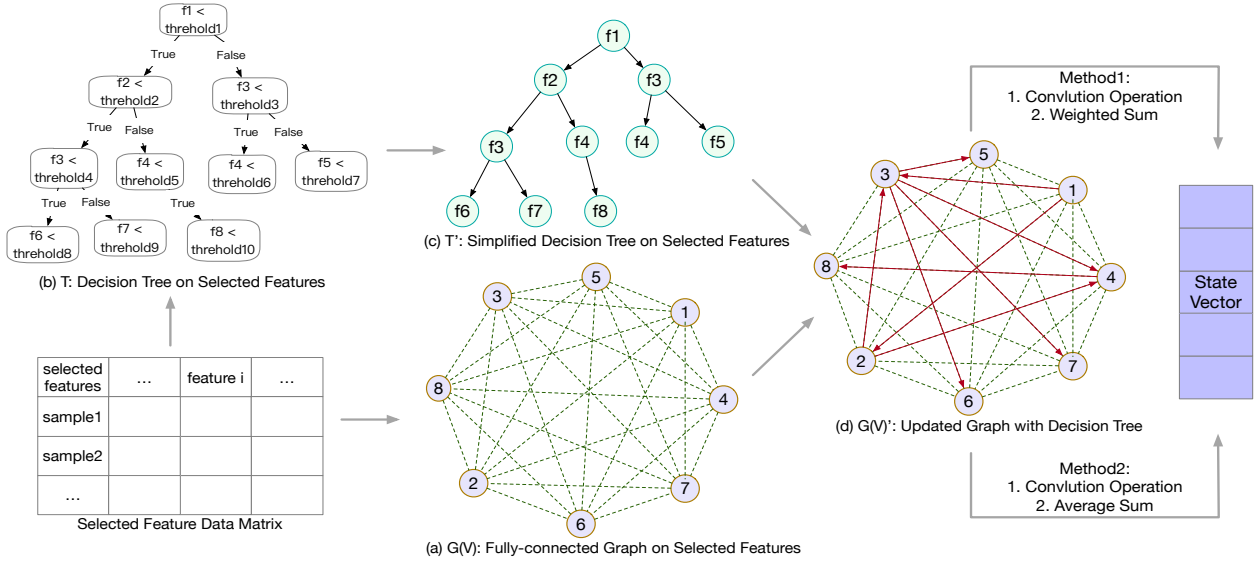 f1 <
threhold1
True
False
f2 <
threhold2
f3 <
threhold3
True
False
True
False
f3 <
threhold4
f4 <
threhold5
f4 <
threhold6
f5 <
threhold7
True
False
True
f6 <
threhold8
f7 <
threhold9
f8 <
threhold10
(b) T: Decision Tree on Selected Features
selected
features
...
feature i
...
sample1
sample2
...
Selected Feature Data Matrix
f1
f2
f3
f3
f4
f4
f5
f6
f7
f8
(c) T’: Simplified Decision Tree on Selected Features
5
3
1
8
4
2
7
6
(a) G(V): Fully-connected Graph on Selected Features
5
3
1
8
4
2
7
6
(d) G(V)’: Updated Graph with Decision Tree
Method1:
1. Convlution Operation
2. Weighted Sum
State
Vector
Method2:
1. Convlution Operation
2. Average Sum